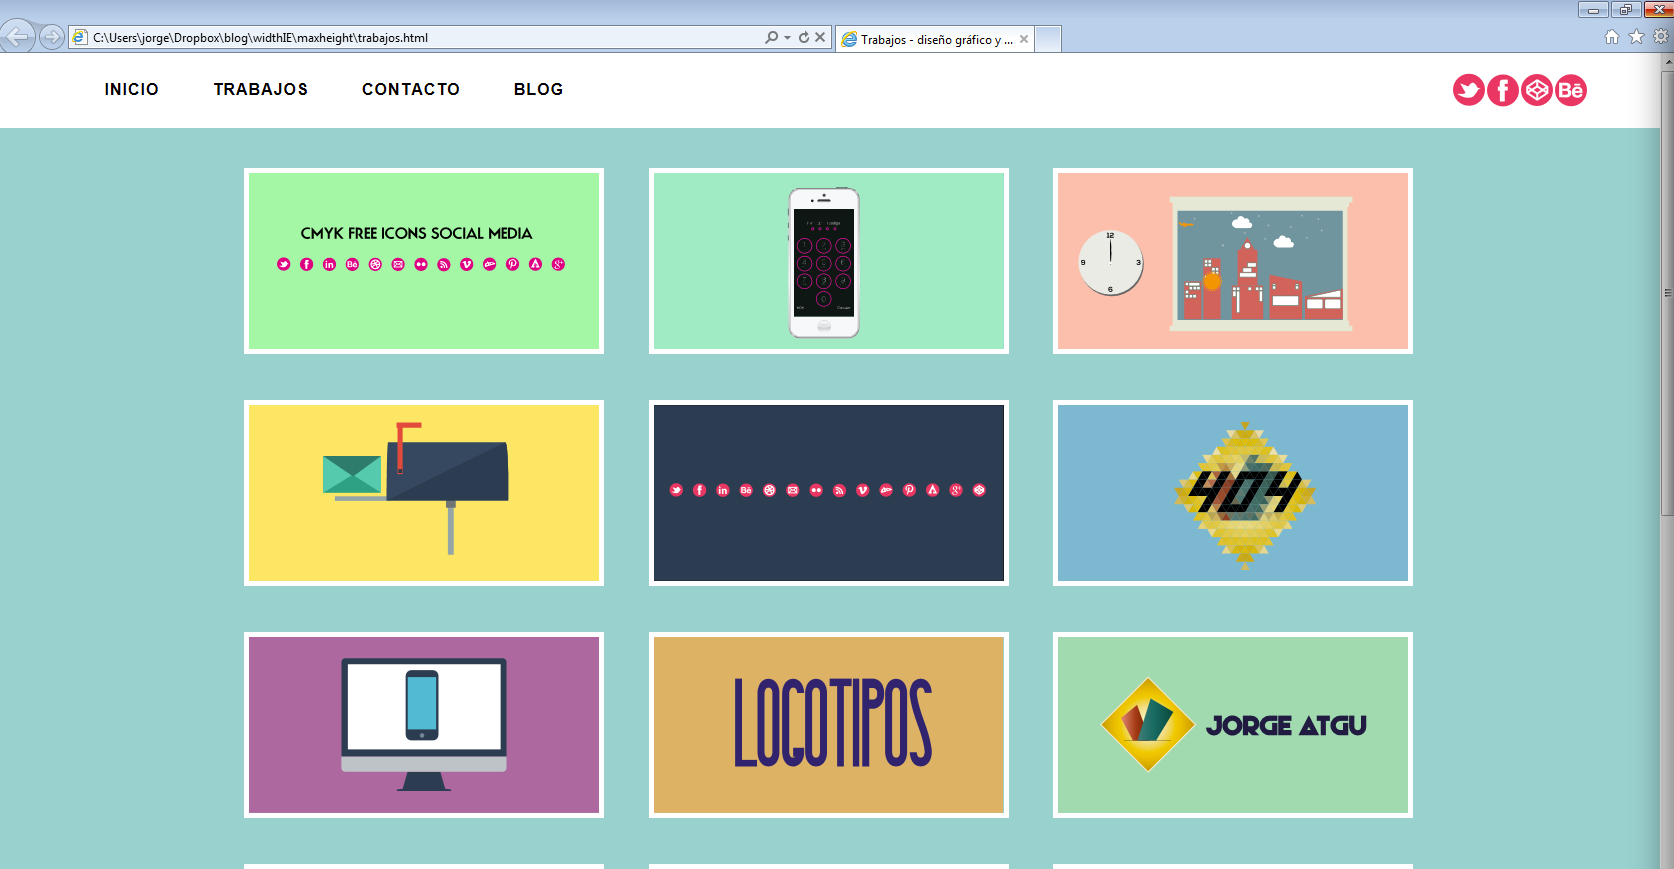 C:\Users\jorge\Dropbox\blog\widthIE\maxheight\trabajos.html
Trabajos - diseño gráfico y ...
INICIO TRABAJOS CONTACTO BLOG
Bē
CMYK FREE ICONS SOCIAL MEDIA
12
9 3
6
404
LOGOTIPOS
JORGE ATGU